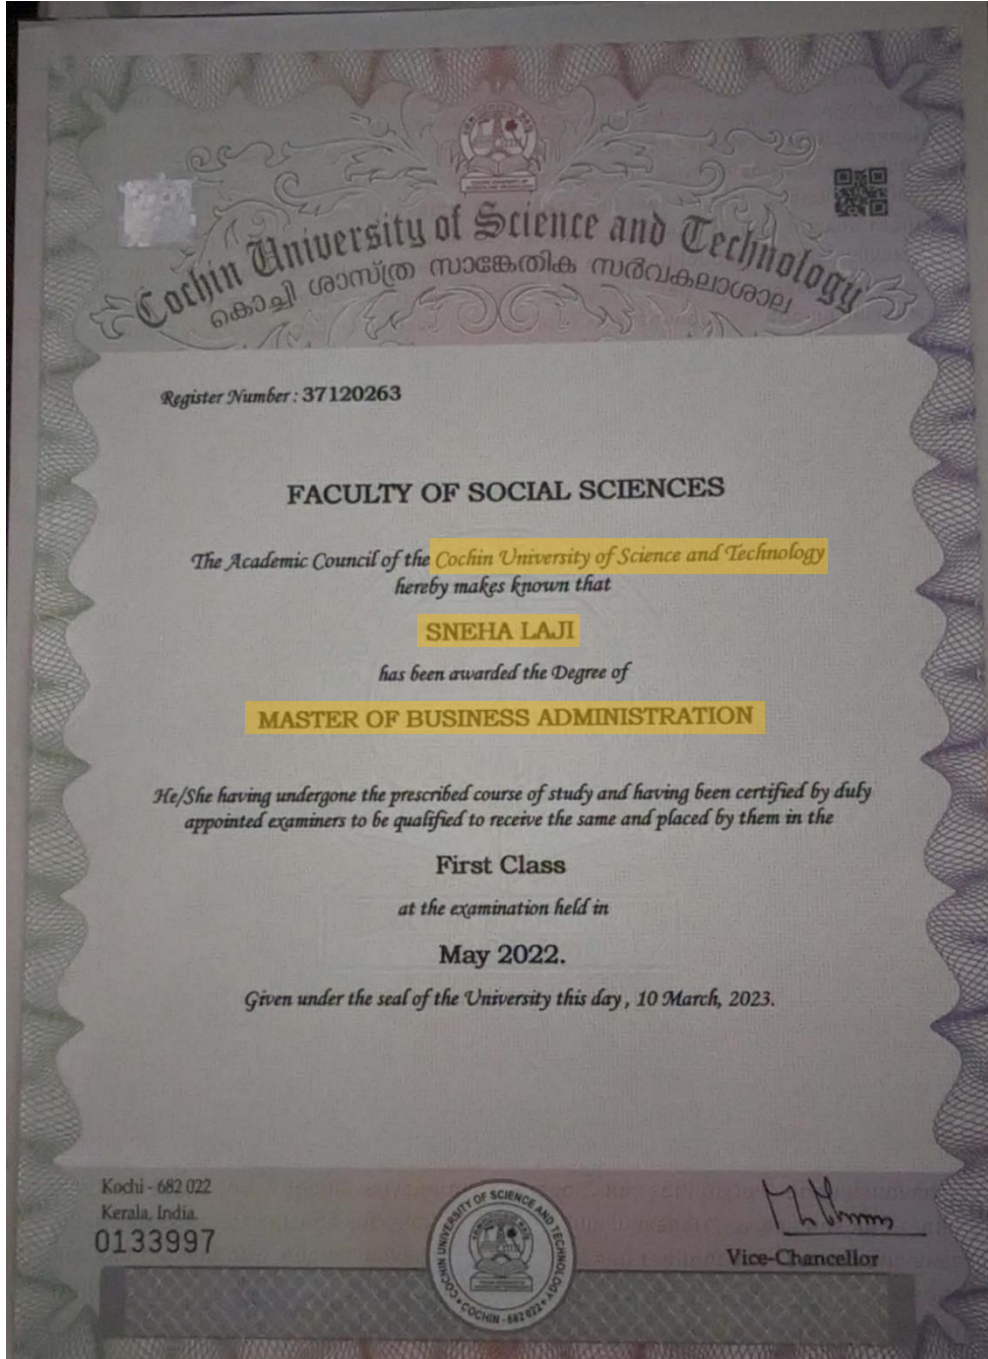 Cochin University of Science and Technology
കൊച്ചി ശാസ്ത്ര സാങ്കേതിക സർവകലാശാല
Register Number : 37120263
FACULTY OF SOCIAL SCIENCES
The Academic Council of the Cochin University of Science and Technology
hereby makes known that
SNEHA LAJI
has been awarded the Degree of
MASTER OF BUSINESS ADMINISTRATION
He/She having undergone the prescribed course of study and having been certified by duly
appointed examiners to be qualified to receive the same and placed by them in the
First Class
at the examination held in
May 2022.
Given under the seal of the University this day , 10 March, 2023.
Kochi - 682 022
Kerala, India.
0133997
COCHIN UNIVERSITY OF SCIENCE AND TECHNOLOGY
COCHIN - 682 022
Vice-Chancellor